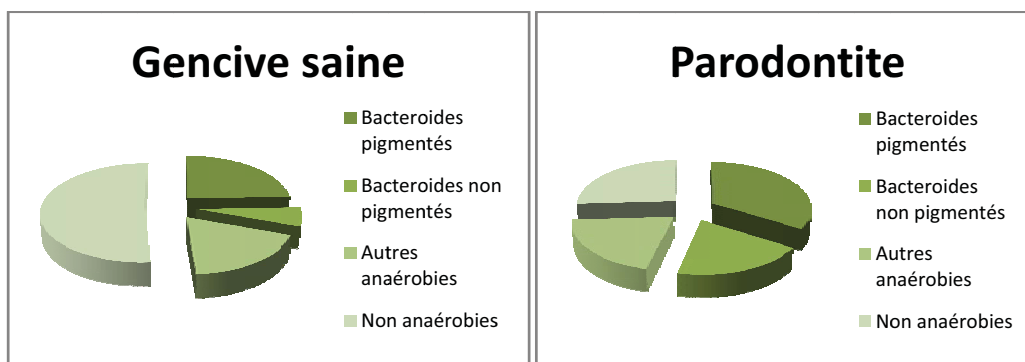 Gencive saine
Bacteroides
pigmentés
Bacteroides non
pigmentés
Autres
anaérobies
Non anaérobies
Parodontite
Bacteroides
pigmentés
Bacteroides
non pigmentés
Autres
anaérobies
Non anaérobies